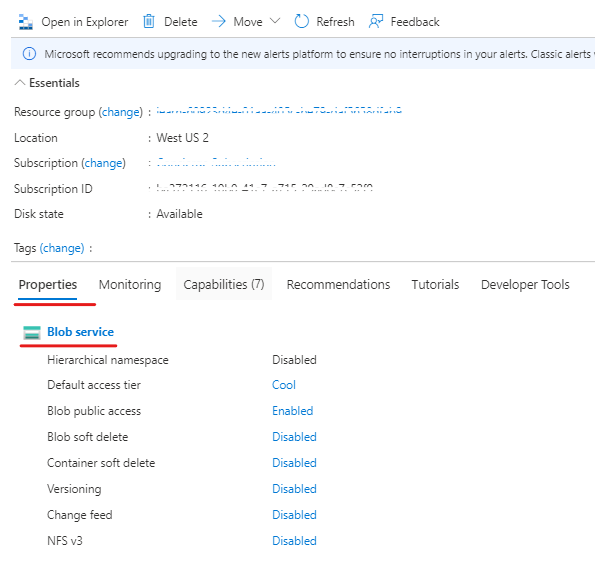 Open in Explorer Delete Move Refresh Feedback
Microsoft recommends upgrading to the new alerts platform to ensure no interruptions in your alerts. Classic alerts
Essentials
Resource group (change) :
Location : West US 2
Subscription (change) :
Subscription ID :
Disk state : Available
Tags (change) :
Properties Monitoring Capabilities (7) Recommendations Tutorials Developer Tools
Blob service
Hierarchical namespace Disabled
Default access tier Cool
Blob public access Enabled
Blob soft delete Disabled
Container soft delete Disabled
Versioning Disabled
Change feed Disabled
NFS v3 Disabled